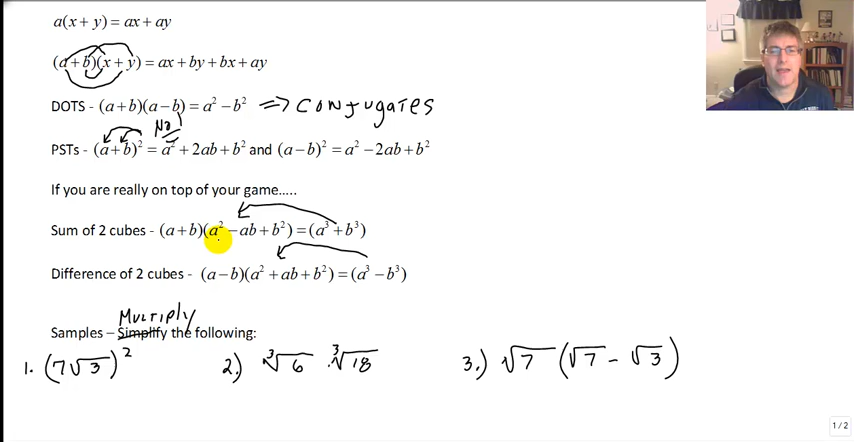 a(x + y) = ax + ay
(a + b)(x + y) = ax + by + bx + ay
DOTS - (a + b)(a − b) = a² − b² => Conjugates
No
PSTs - (a + b)² = a² + 2ab + b² and (a − b)² = a² − 2ab + b²
If you are really on top of your game.....
Sum of 2 cubes - (a + b)(a² − ab + b²) = (a³ + b³)
Difference of 2 cubes - (a − b)(a² + ab + b²) = (a³ − b³)
Multiply
Samples – Simplify the following:
1. (7√3)² 2.) ∛6 · ∛18 3.) √7 (√7 − √3)
1 / 2